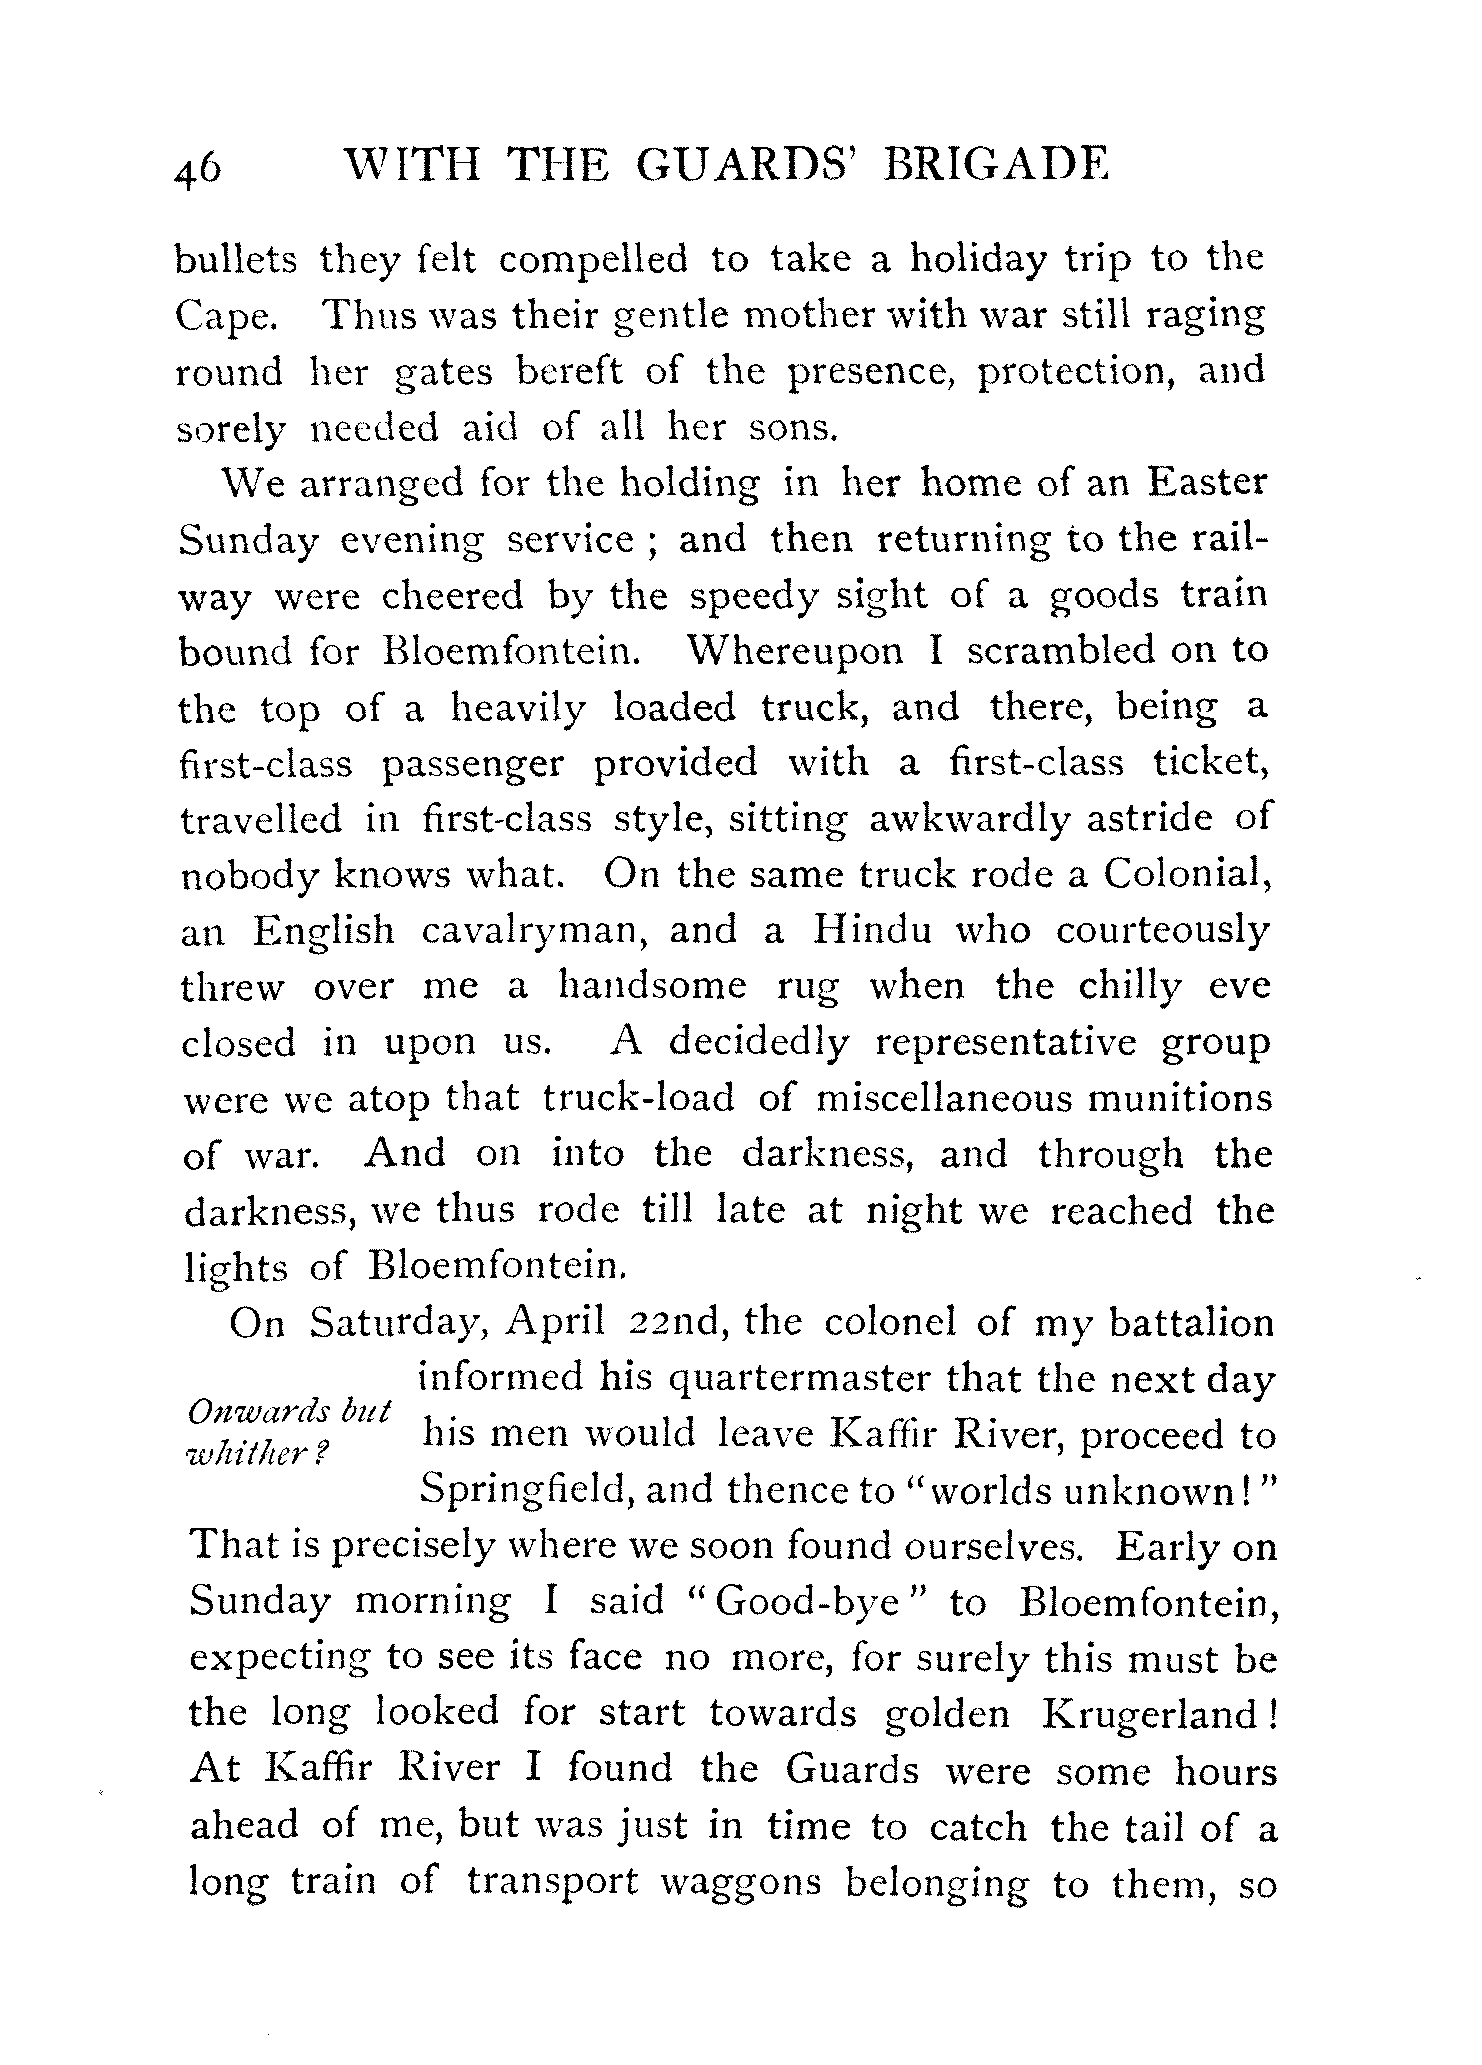 46 WITH THE GUARDS' BRIGADE
bullets they felt compelled to take a holiday trip to the
Cape. Thus was their gentle mother with war still raging
round her gates bereft of the presence, protection, and
sorely needed aid of all her sons.
We arranged for the holding in her home of an Easter
Sunday evening service ; and then returning to the rail-
way were cheered by the speedy sight of a goods train
bound for Bloemfontein. Whereupon I scrambled on to
the top of a heavily loaded truck, and there, being a
first-class passenger provided with a first-class ticket,
travelled in first-class style, sitting awkwardly astride of
nobody knows what. On the same truck rode a Colonial,
an English cavalryman, and a Hindu who courteously
threw over me a handsome rug when the chilly eve
closed in upon us. A decidedly representative group
were we atop that truck-load of miscellaneous munitions
of war. And on into the darkness, and through the
darkness, we thus rode till late at night we reached the
lights of Bloemfontein.
On Saturday, April 22nd, the colonel of my battalion
informed his quartermaster that the next day
Onwards but
whither ?
his men would leave Kaffir River, proceed to
Springfield, and thence to "worlds unknown! "
That is precisely where we soon found ourselves. Early on
Sunday morning I said "Good-bye" to Bloemfontein,
expecting to see its face no more, for surely this must be
the long looked for start towards golden Krugerland !
At Kaffir River I found the Guards were some hours
ahead of me, but was just in time to catch the tail of a
long train of transport waggons belonging to them, so